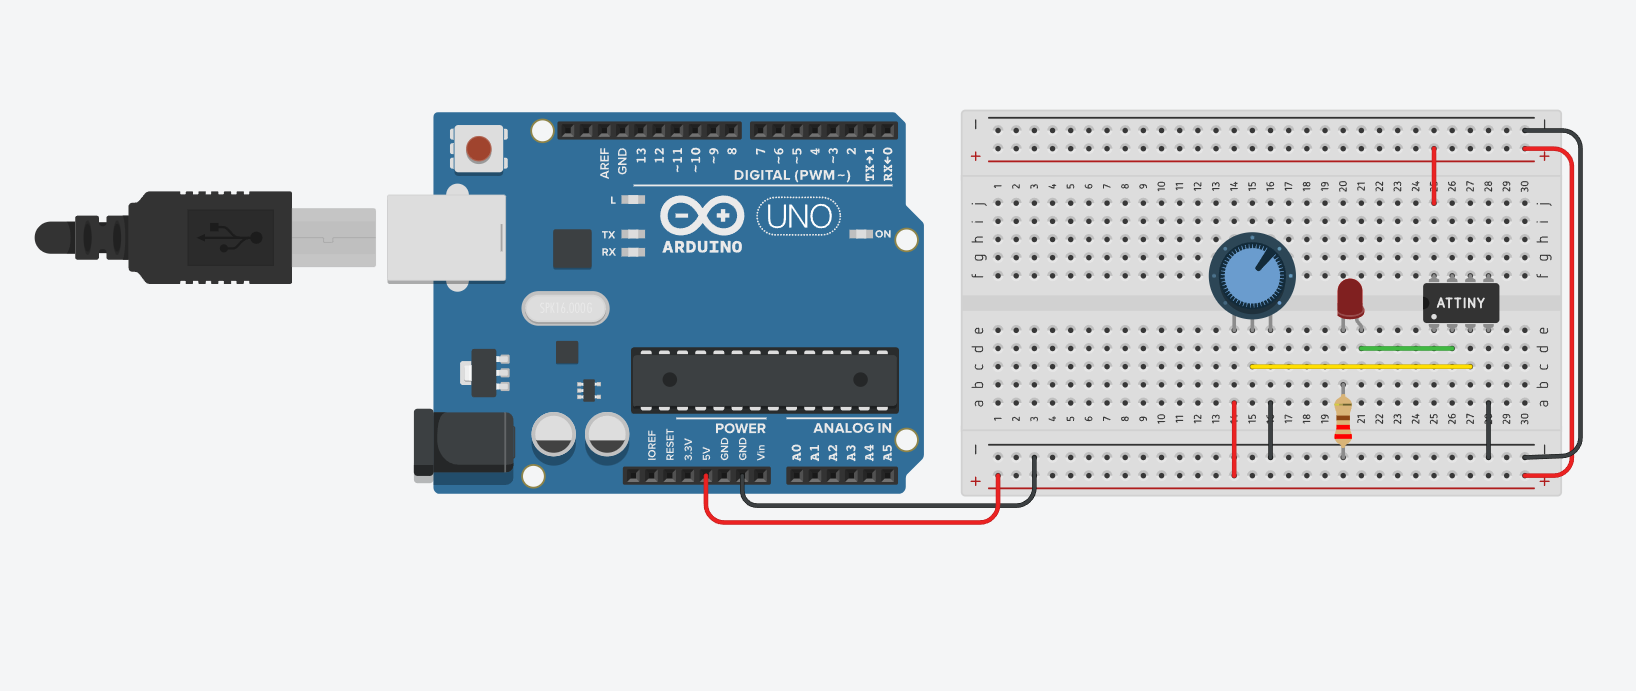 AREF
GND
13
12
~11
~10
~9
8
7
~6
~5
4
~3
2
TX→1
RX←0
DIGITAL (PWM~)
L
TX
RX
ARDUINO
UNO
ON
SPK16.000G
POWER
ANALOG IN
IOREF
RESET
3.3V
5V
GND
GND
Vin
A0
A1
A2
A3
A4
A5
− −
+ +
1 2 3 4 5 6 7 8 9 10 11 12 13 14 15 16 17 18 19 20 21 22 23 24 25 26 27 28 29 30
j j
i i
h h
g g
f f
ATTINY
e e
d d
c c
b b
a a
1 2 3 4 5 6 7 8 9 10 11 12 13 14 15 16 17 18 19 20 21 22 23 24 25 26 27 28 29 30
− −
+ +